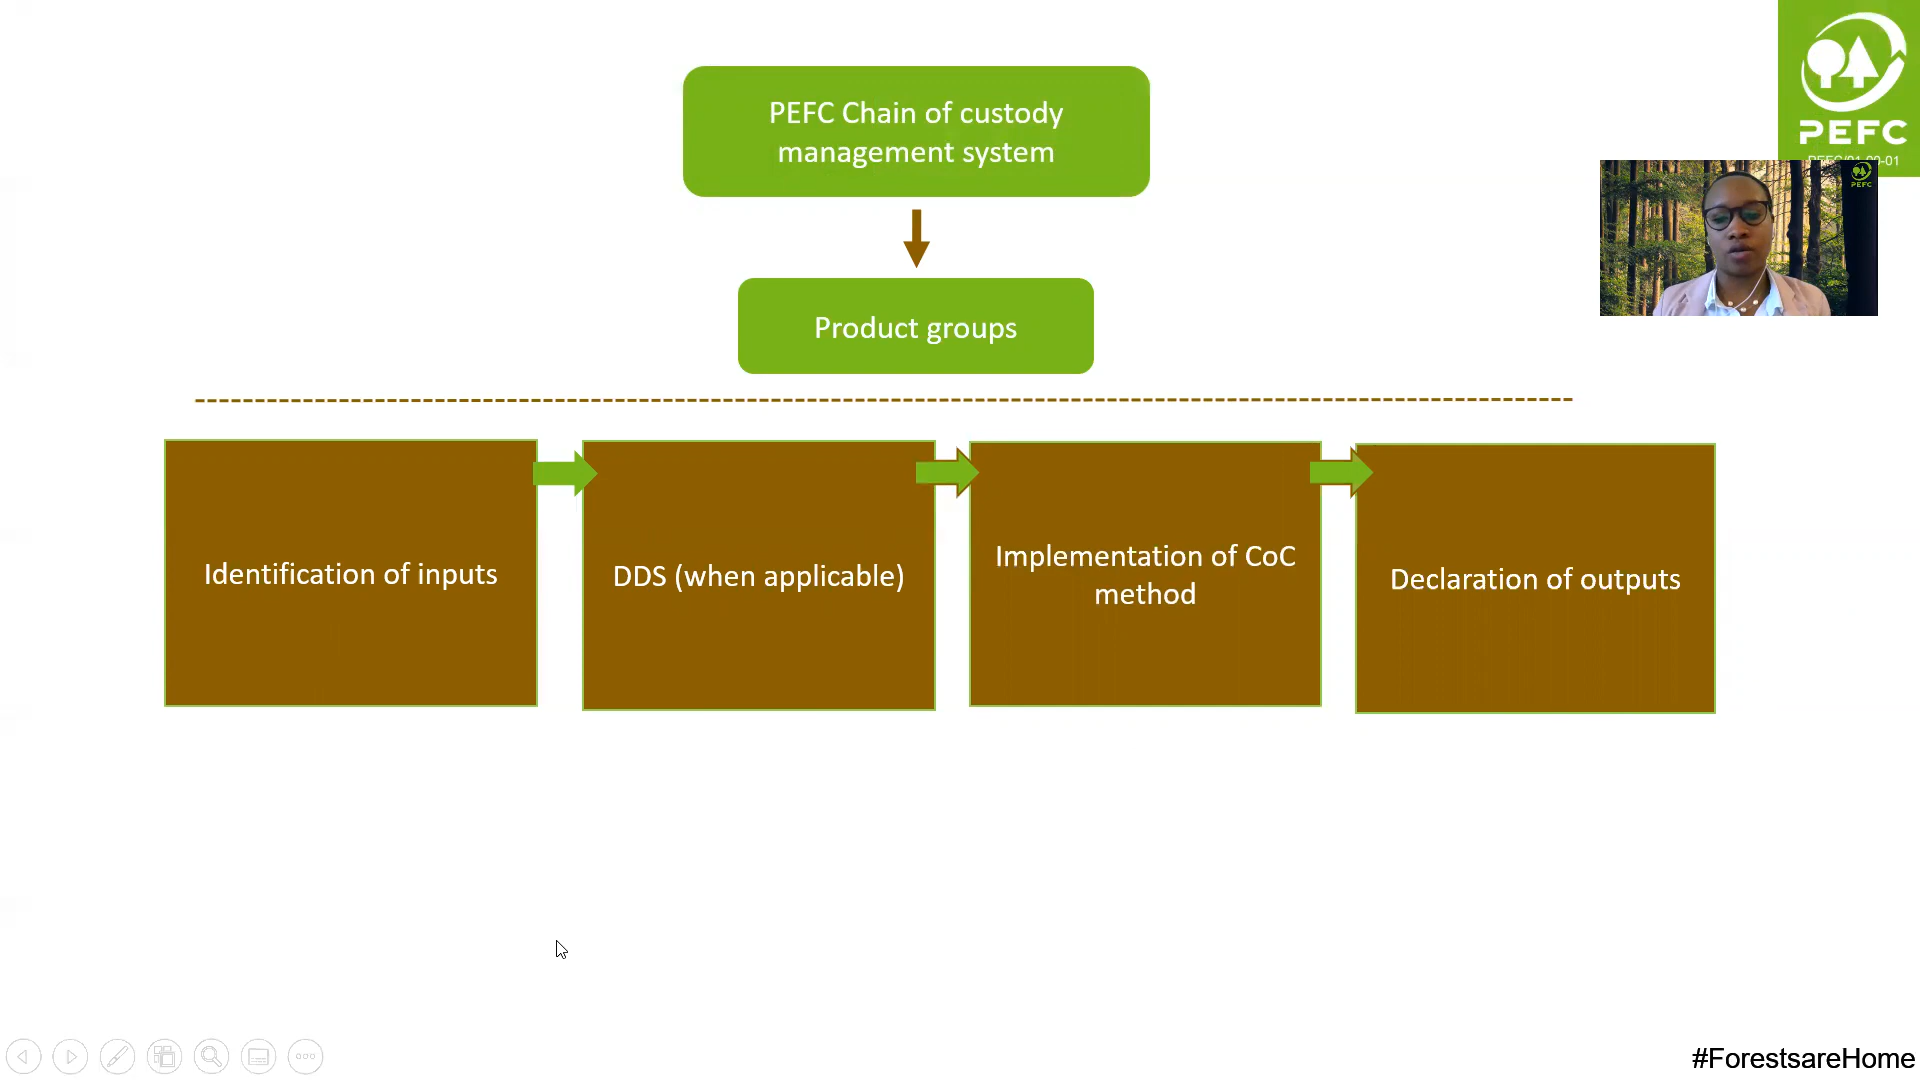 PEFC Chain of custody
management system
PEFC
PEFC
Product groups
Identification of inputs
DDS (when applicable)
Implementation of CoC
method
Declaration of outputs
#ForestsareHome